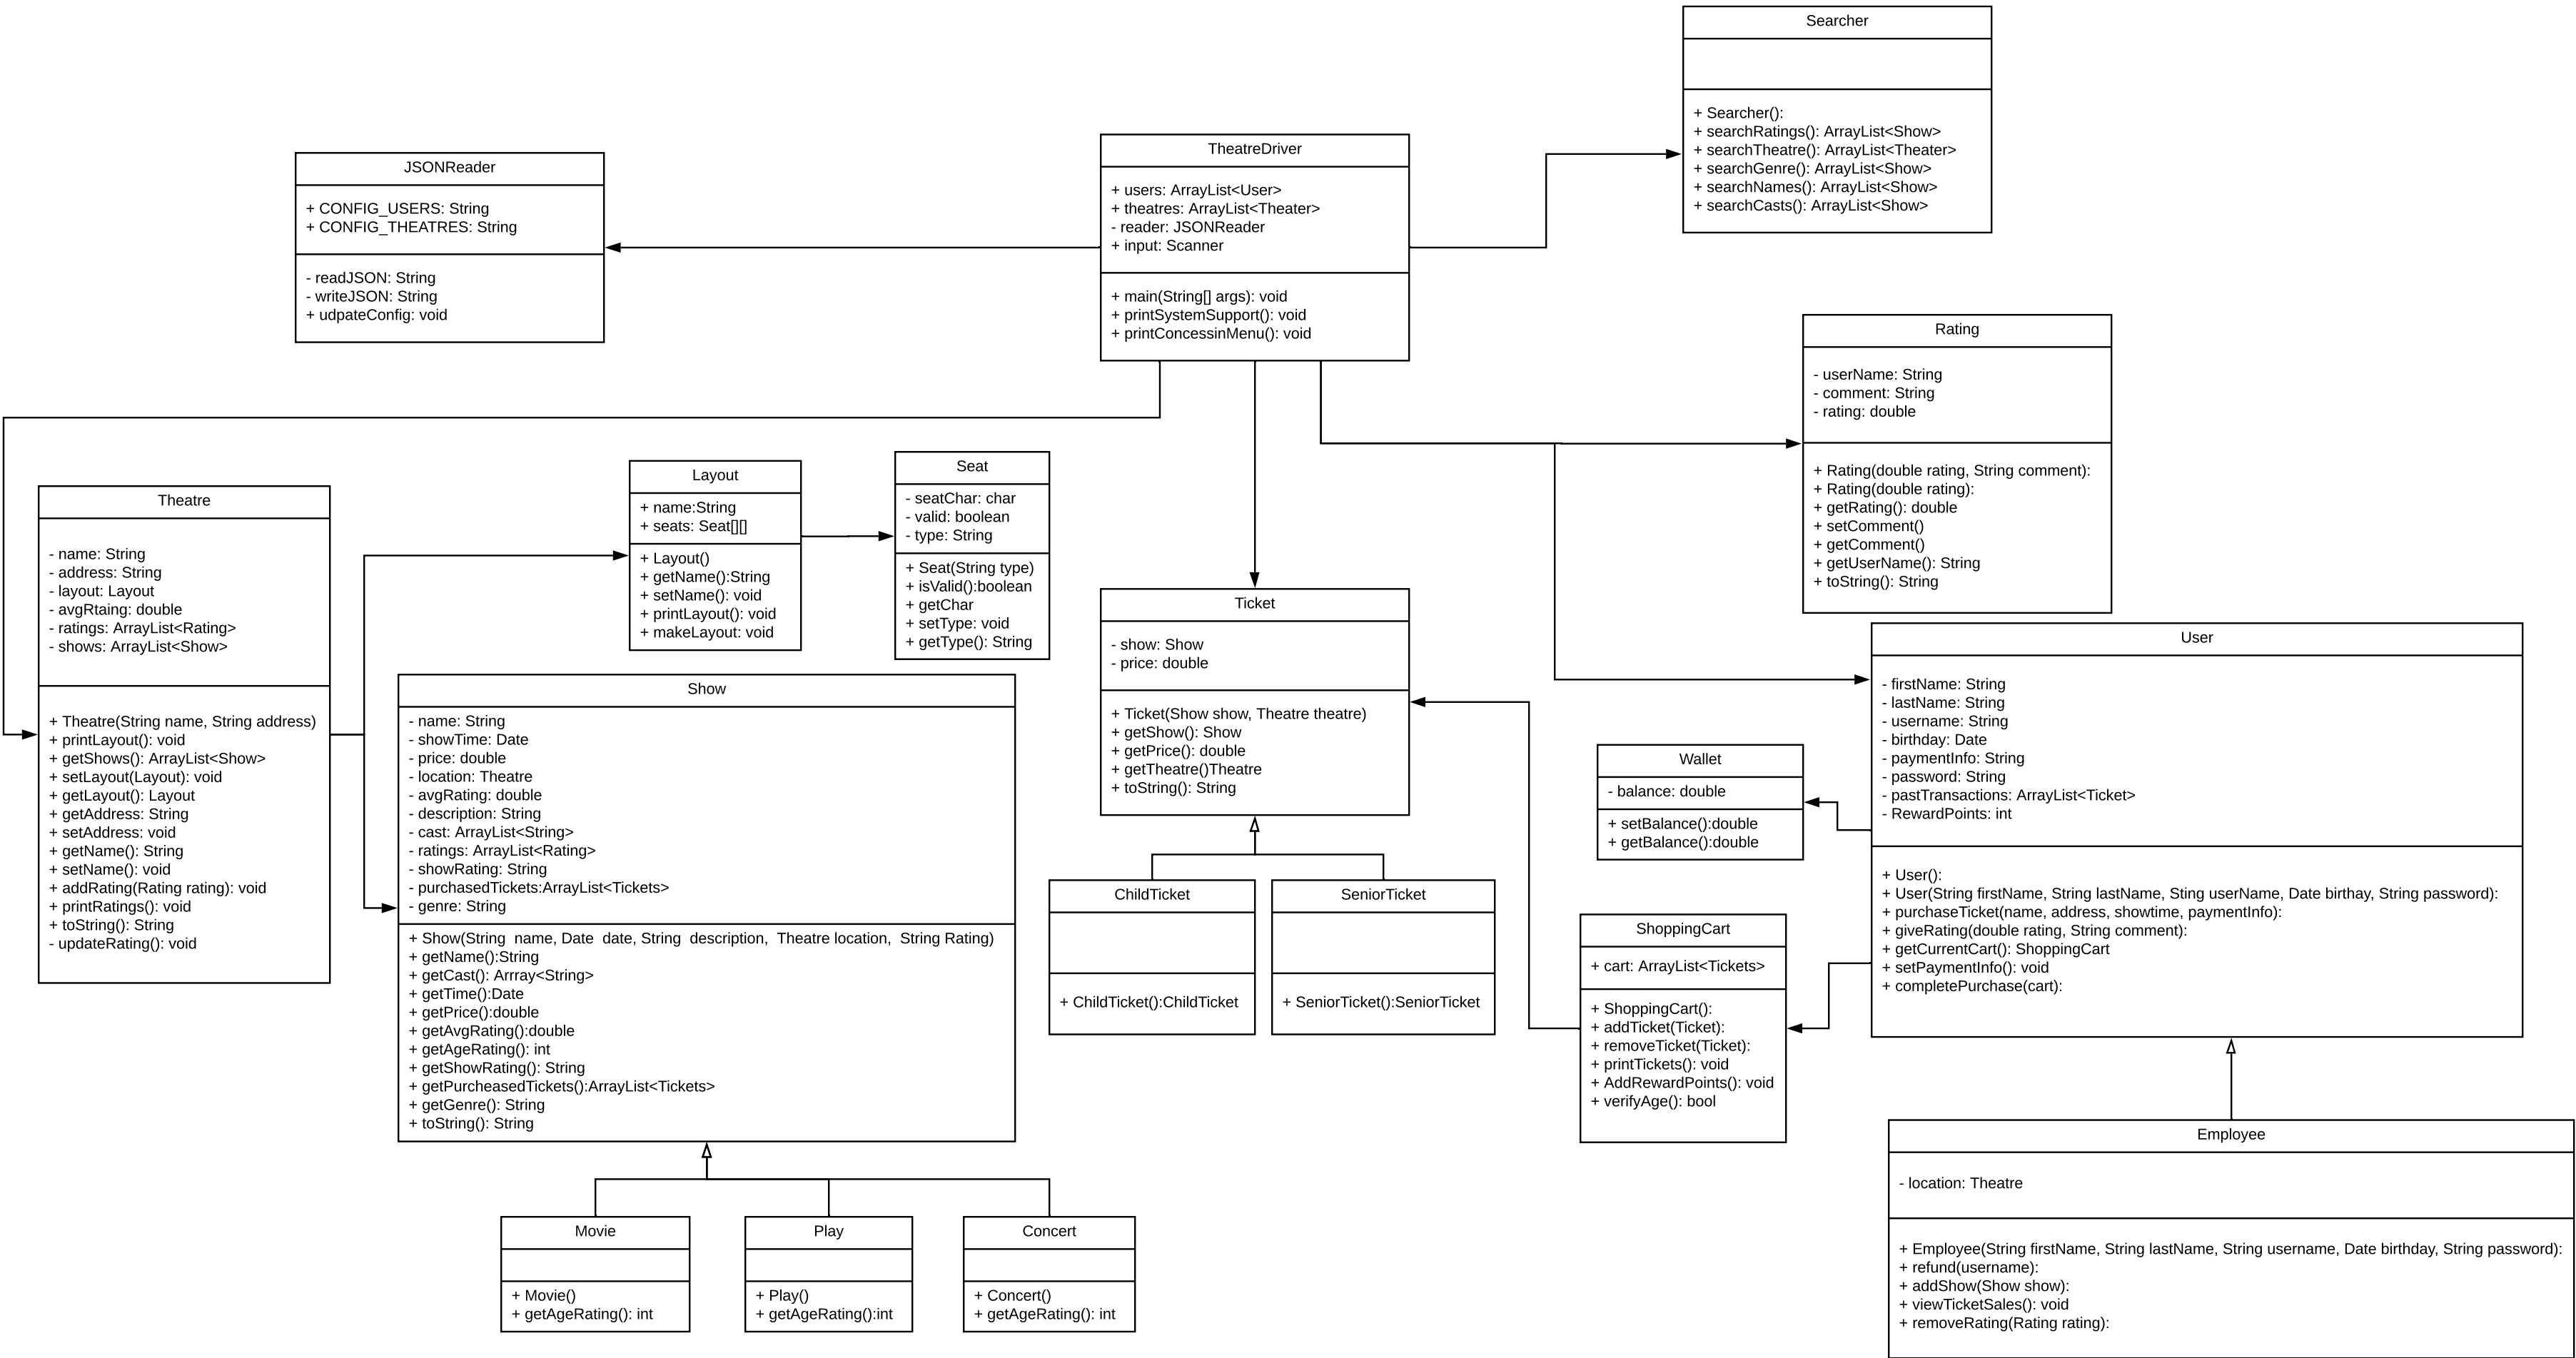 Searcher
+ Searcher():
+ searchRatings(): ArrayList<Show>
+ searchTheatre(): ArrayList<Theater>
+ searchGenre(): ArrayList<Show>
+ searchNames(): ArrayList<Show>
+ searchCasts(): ArrayList<Show>
JSONReader
+ CONFIG_USERS: String
+ CONFIG_THEATRES: String
- readJSON: String
- writeJSON: String
+ udpateConfig: void
TheatreDriver
+ users: ArrayList<User>
+ theatres: ArrayList<Theater>
- reader: JSONReader
+ input: Scanner
+ main(String[] args): void
+ printSystemSupport(): void
+ printConcessinMenu(): void
Rating
- userName: String
- comment: String
- rating: double
+ Rating(double rating, String comment):
+ Rating(double rating):
+ getRating(): double
+ setComment()
+ getComment()
+ getUserName(): String
+ toString(): String
Theatre
- name: String
- address: String
- layout: Layout
- avgRtaing: double
- ratings: ArrayList<Rating>
- shows: ArrayList<Show>
+ Theatre(String name, String address)
+ printLayout(): void
+ getShows(): ArrayList<Show>
+ setLayout(Layout): void
+ getLayout(): Layout
+ getAddress: String
+ setAddress: void
+ getName(): String
+ setName(): void
+ addRating(Rating rating): void
+ printRatings(): void
+ toString(): String
- updateRating(): void
Layout
+ name:String
+ seats: Seat[][]
+ Layout()
+ getName():String
+ setName(): void
+ printLayout(): void
+ makeLayout: void
Seat
- seatChar: char
- valid: boolean
- type: String
+ Seat(String type)
+ isValid():boolean
+ getChar
+ setType: void
+ getType(): String
Show
- name: String
- showTime: Date
- price: double
- location: Theatre
- avgRating: double
- description: String
- cast: ArrayList<String>
- ratings: ArrayList<Rating>
- showRating: String
- purchasedTickets:ArrayList<Tickets>
- genre: String
+ Show(String  name, Date  date, String  description,  Theatre location,  String Rating)
+ getName():String
+ getCast(): Arrray<String>
+ getTime():Date
+ getPrice():double
+ getAvgRating():double
+ getAgeRating(): int
+ getShowRating(): String
+ getPurcheasedTickets():ArrayList<Tickets>
+ getGenre(): String
+ toString(): String
Ticket
- show: Show
- price: double
+ Ticket(Show show, Theatre theatre)
+ getShow(): Show
+ getPrice(): double
+ getTheatre()Theatre
+ toString(): String
ChildTicket
+ ChildTicket():ChildTicket
SeniorTicket
+ SeniorTicket():SeniorTicket
User
- firstName: String
- lastName: String
- username: String
- birthday: Date
- paymentInfo: String
- password: String
- pastTransactions: ArrayList<Ticket>
- RewardPoints: int
+ User():
+ User(String firstName, String lastName, Sting userName, Date birthay, String password):
+ purchaseTicket(name, address, showtime, paymentInfo):
+ giveRating(double rating, String comment):
+ getCurrentCart(): ShoppingCart
+ setPaymentInfo(): void
+ completePurchase(cart):
Wallet
- balance: double
+ setBalance():double
+ getBalance():double
ShoppingCart
+ cart: ArrayList<Tickets>
+ ShoppingCart():
+ addTicket(Ticket):
+ removeTicket(Ticket):
+ printTickets(): void
+ AddRewardPoints(): void
+ verifyAge(): bool
Employee
- location: Theatre
+ Employee(String firstName, String lastName, String username, Date birthday, String password):
+ refund(username):
+ addShow(Show show):
+ viewTicketSales(): void
+ removeRating(Rating rating):
Movie
+ Movie()
+ getAgeRating(): int
Play
+ Play()
+ getAgeRating():int
Concert
+ Concert()
+ getAgeRating(): int